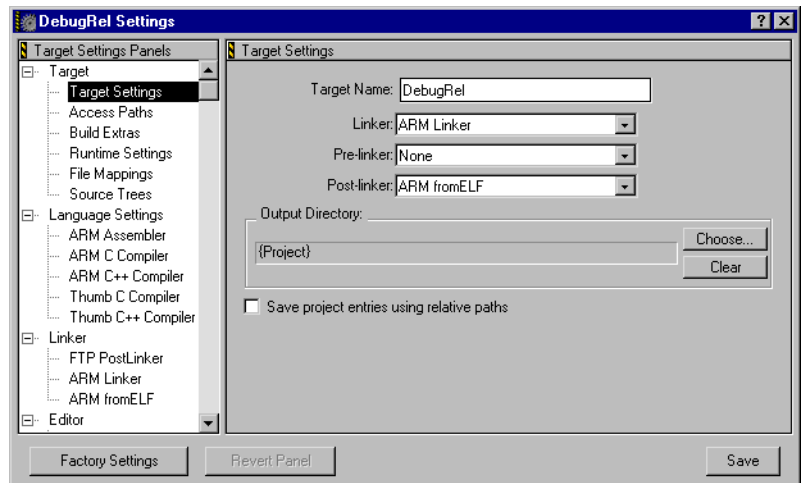 DebugRel Settings
? X
Target Settings Panels
Target
Target Settings
Access Paths
Build Extras
Runtime Settings
File Mappings
Source Trees
Language Settings
ARM Assembler
ARM C Compiler
ARM C++ Compiler
Thumb C Compiler
Thumb C++ Compiler
Linker
FTP PostLinker
ARM Linker
ARM fromELF
Editor
Target Settings
Target Name: DebugRel
Linker: ARM Linker
Pre-linker: None
Post-linker: ARM fromELF
Output Directory:
{Project}
Choose...
Clear
Save project entries using relative paths
Factory Settings
Revert Panel
Save